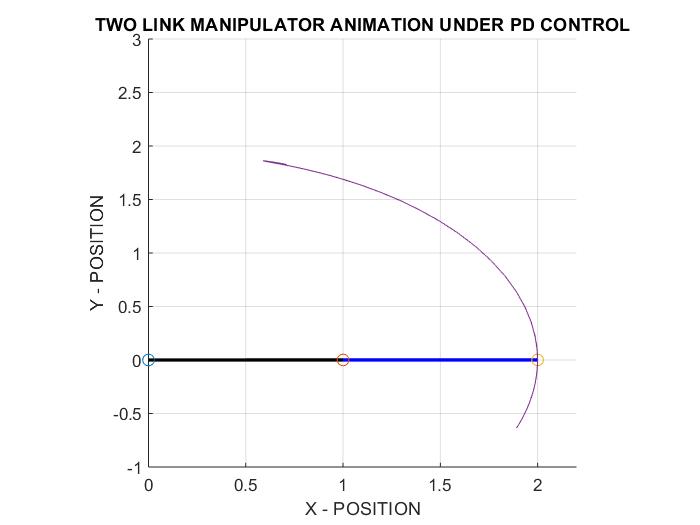 TWO LINK MANIPULATOR ANIMATION UNDER PD CONTROL
3
2.5
2
1.5
1
0.5
0
-0.5
-1
Y - POSITION
0 0.5 1 1.5 2
X - POSITION